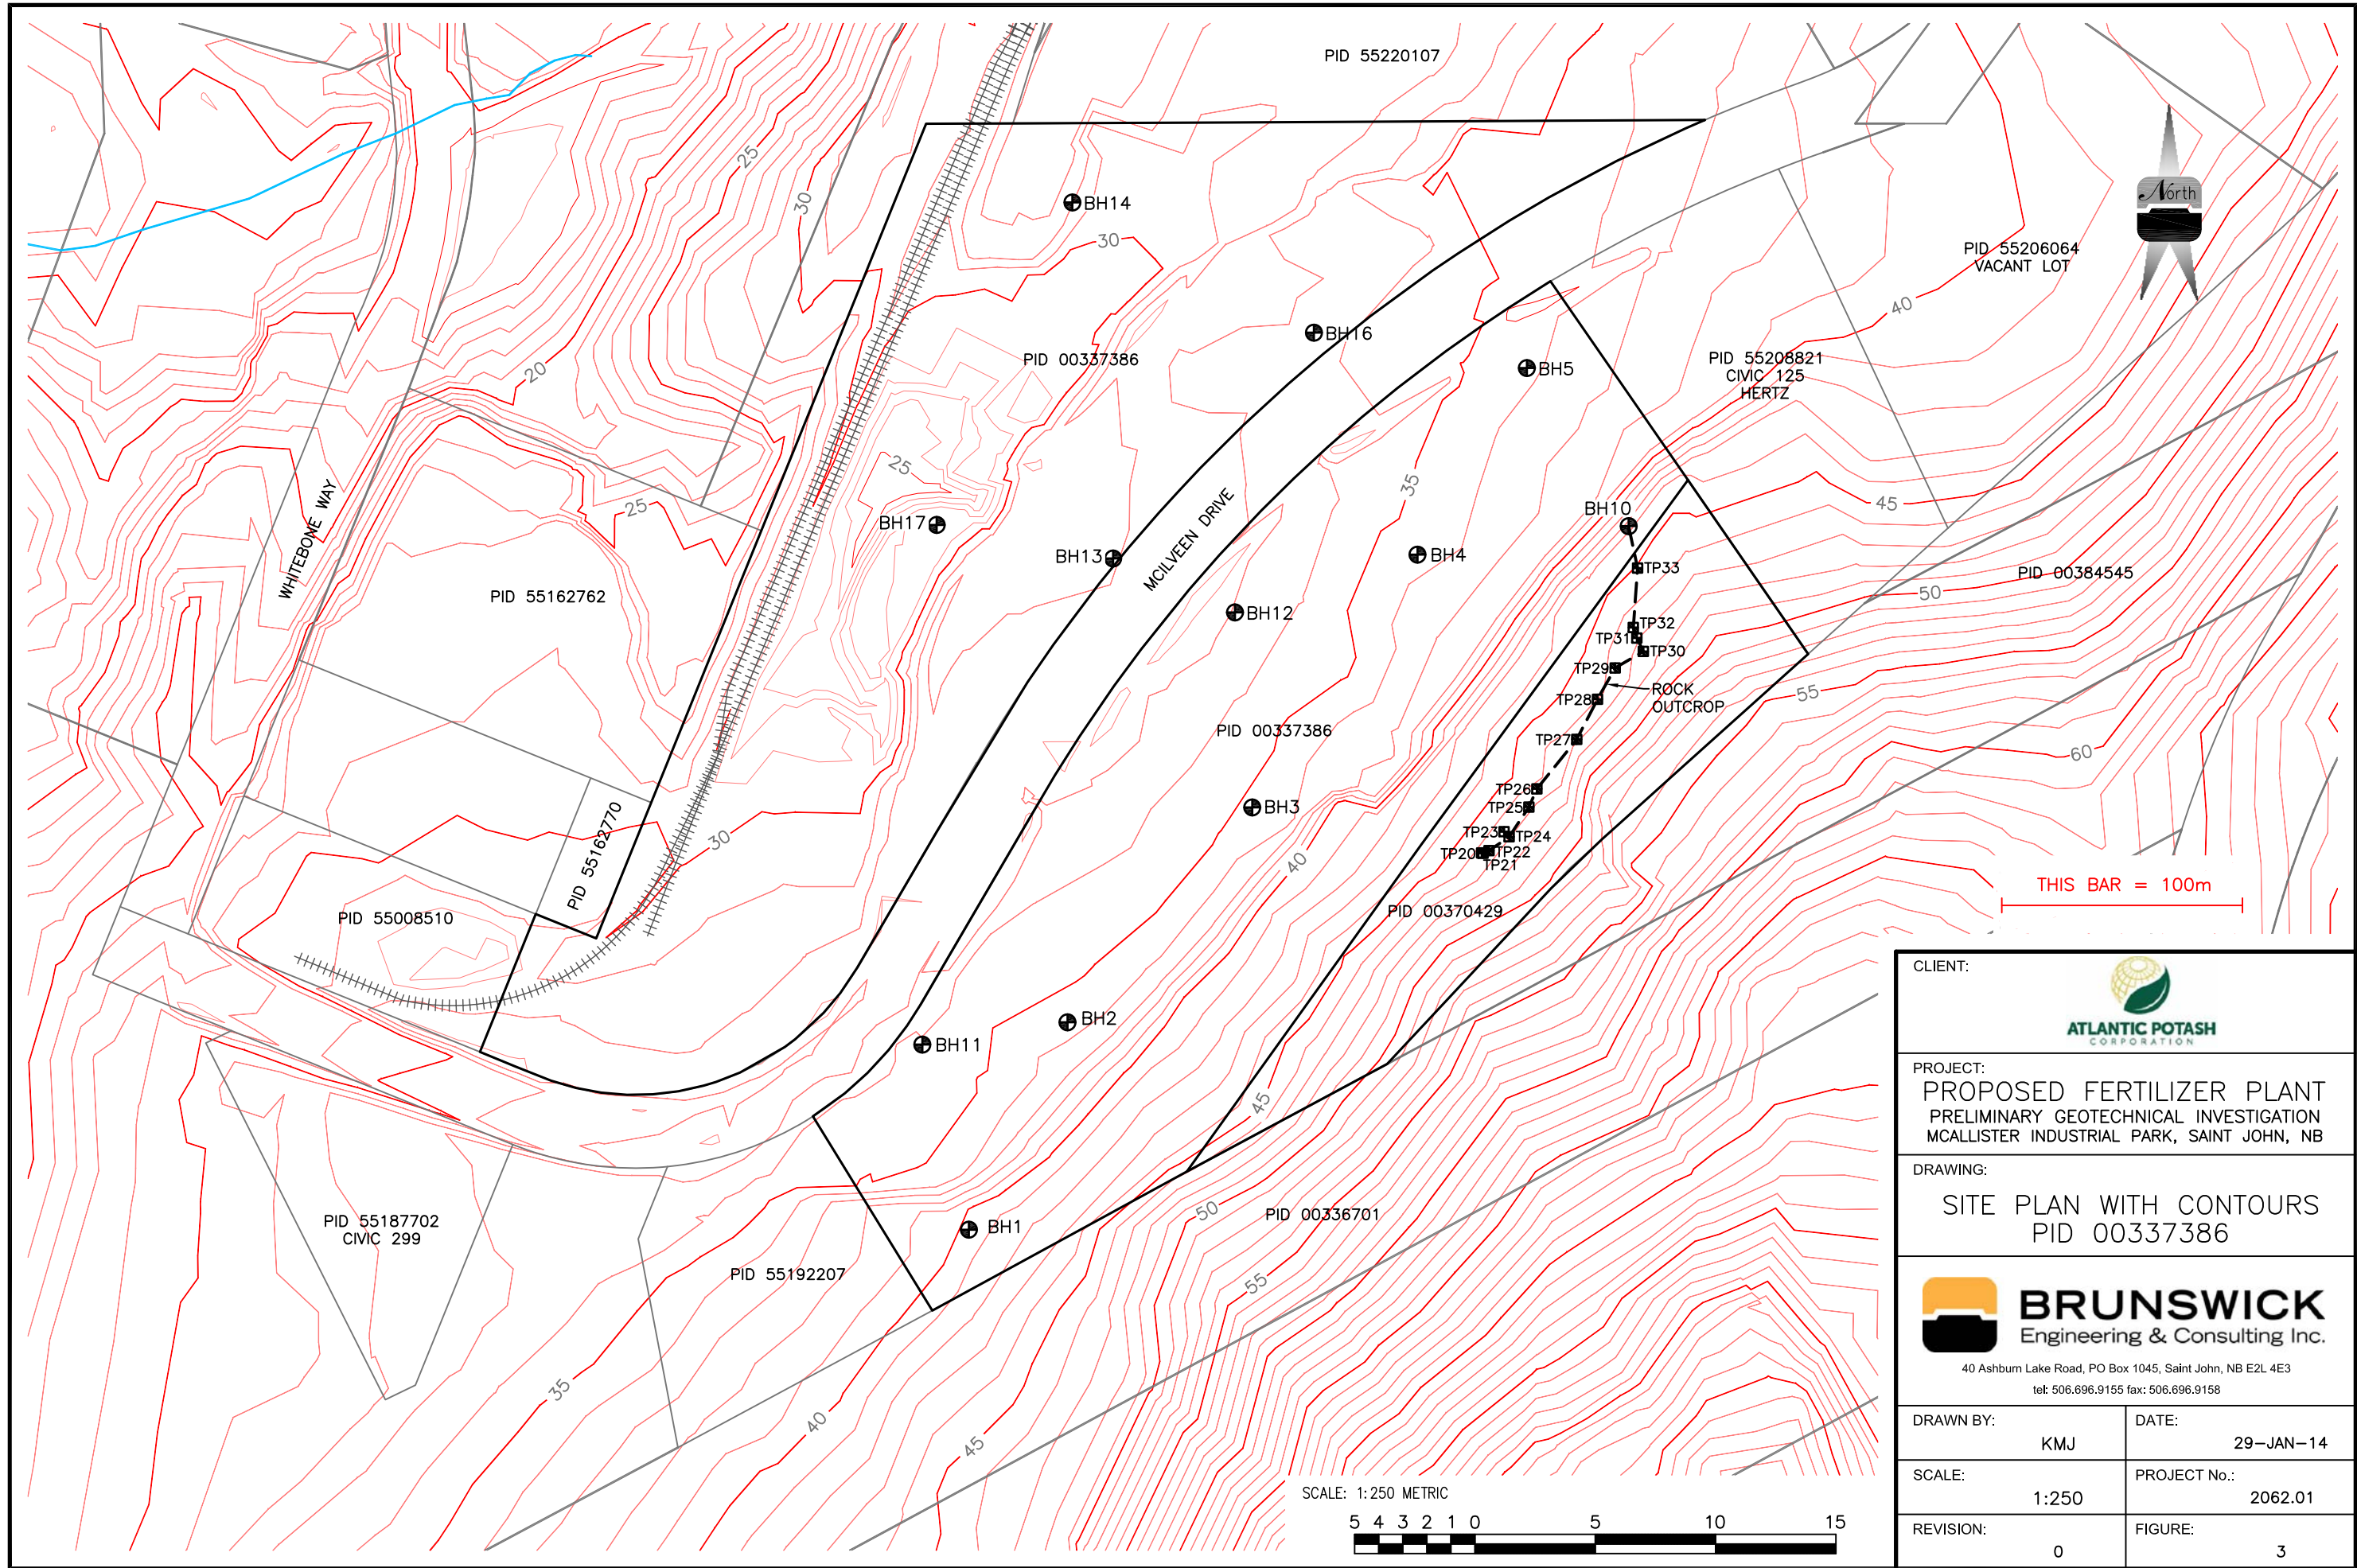 PID 55220107
25
30
BH14
30
North
PID 55206064
VACANT LOT
40
BH16
PID 00337386
BH5
PID 55208821
CIVIC 125
HERTZ
20
25
25
35
45
WHITEBONE WAY
BH17
BH13
MCILVEEN DRIVE
BH10
BH4
TP33
PID 00384545
50
PID 55162762
BH12
TP32
TP31
TP30
TP29
ROCK
OUTCROP
TP28
55
PID 00337386
TP27
60
TP26
TP25
BH3
TP23
TP24
TP20
TP22
TP21
30
40
PID 55162770
THIS BAR = 100m
PID 55008510
PID 00370429
BH2
BH11
45
50
PID 00336701
PID 55187702
CIVIC 299
BH1
PID 55192207
55
35
40
45
SCALE: 1:250 METRIC
5 4 3 2 1 0 5 10 15
CLIENT:
ATLANTIC POTASH
CORPORATION
PROJECT:
PROPOSED FERTILIZER PLANT
PRELIMINARY GEOTECHNICAL INVESTIGATION
MCALLISTER INDUSTRIAL PARK, SAINT JOHN, NB
DRAWING:
SITE PLAN WITH CONTOURS
PID 00337386
BRUNSWICK
Engineering & Consulting Inc.
40 Ashburn Lake Road, PO Box 1045, Saint John, NB E2L 4E3
tel: 506.696.9155 fax: 506.696.9158
DRAWN BY:
KMJ
DATE:
29-JAN-14
SCALE:
1:250
PROJECT No.:
2062.01
REVISION:
0
FIGURE:
3